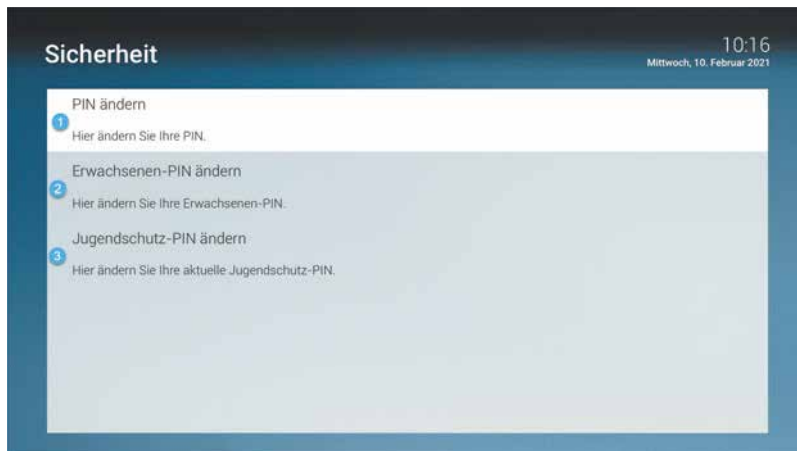 Sicherheit
10:16
Mittwoch, 10. Februar 2021
PIN ändern
1
Hier ändern Sie Ihre PIN.
Erwachsenen-PIN ändern
2
Hier ändern Sie Ihre Erwachsenen-PIN.
Jugendschutz-PIN ändern
3
Hier ändern Sie Ihre aktuelle Jugendschutz-PIN.